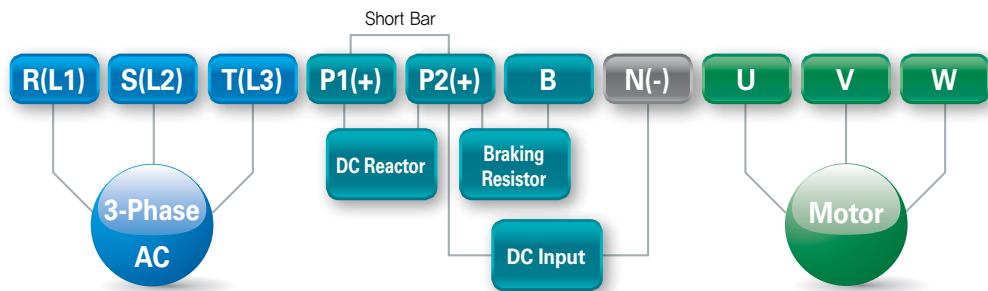 Short Bar
R(L1)
S(L2)
T(L3)
P1(+)
P2(+)
B
N(-)
U
V
W
DC Reactor
Braking
Resistor
3-Phase
AC
Motor
DC Input